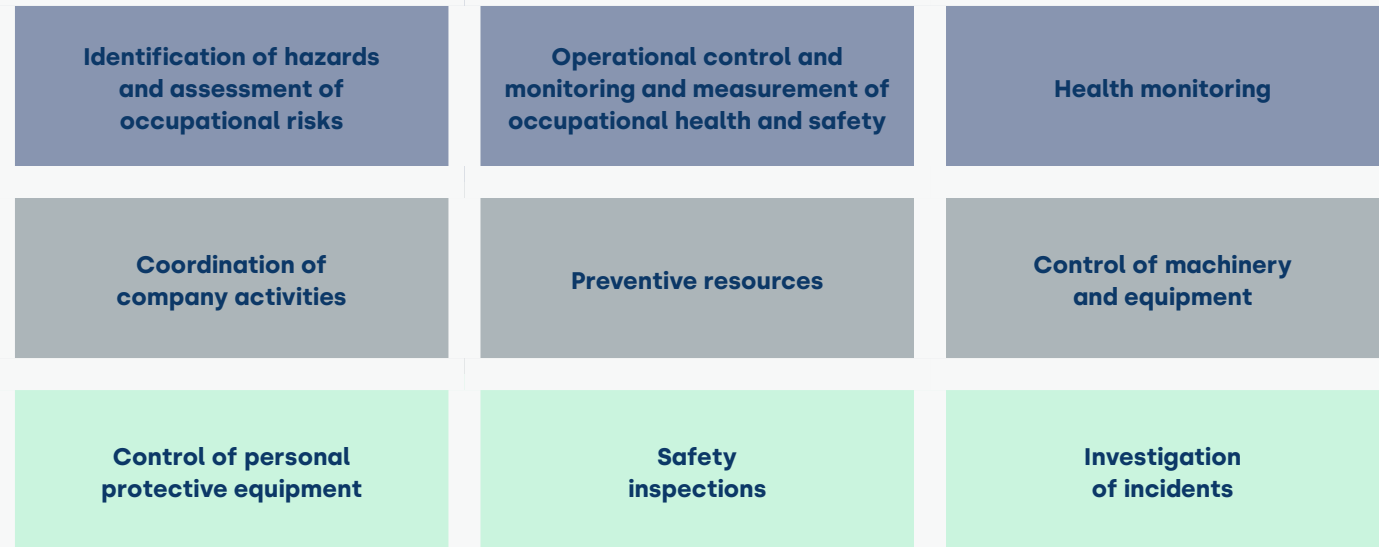 Identification of hazards
and assessment of
occupational risks
Operational control and
monitoring and measurement of
occupational health and safety
Health monitoring
Coordination of
company activities
Preventive resources
Control of machinery
and equipment
Control of personal
protective equipment
Safety
inspections
Investigation
of incidents